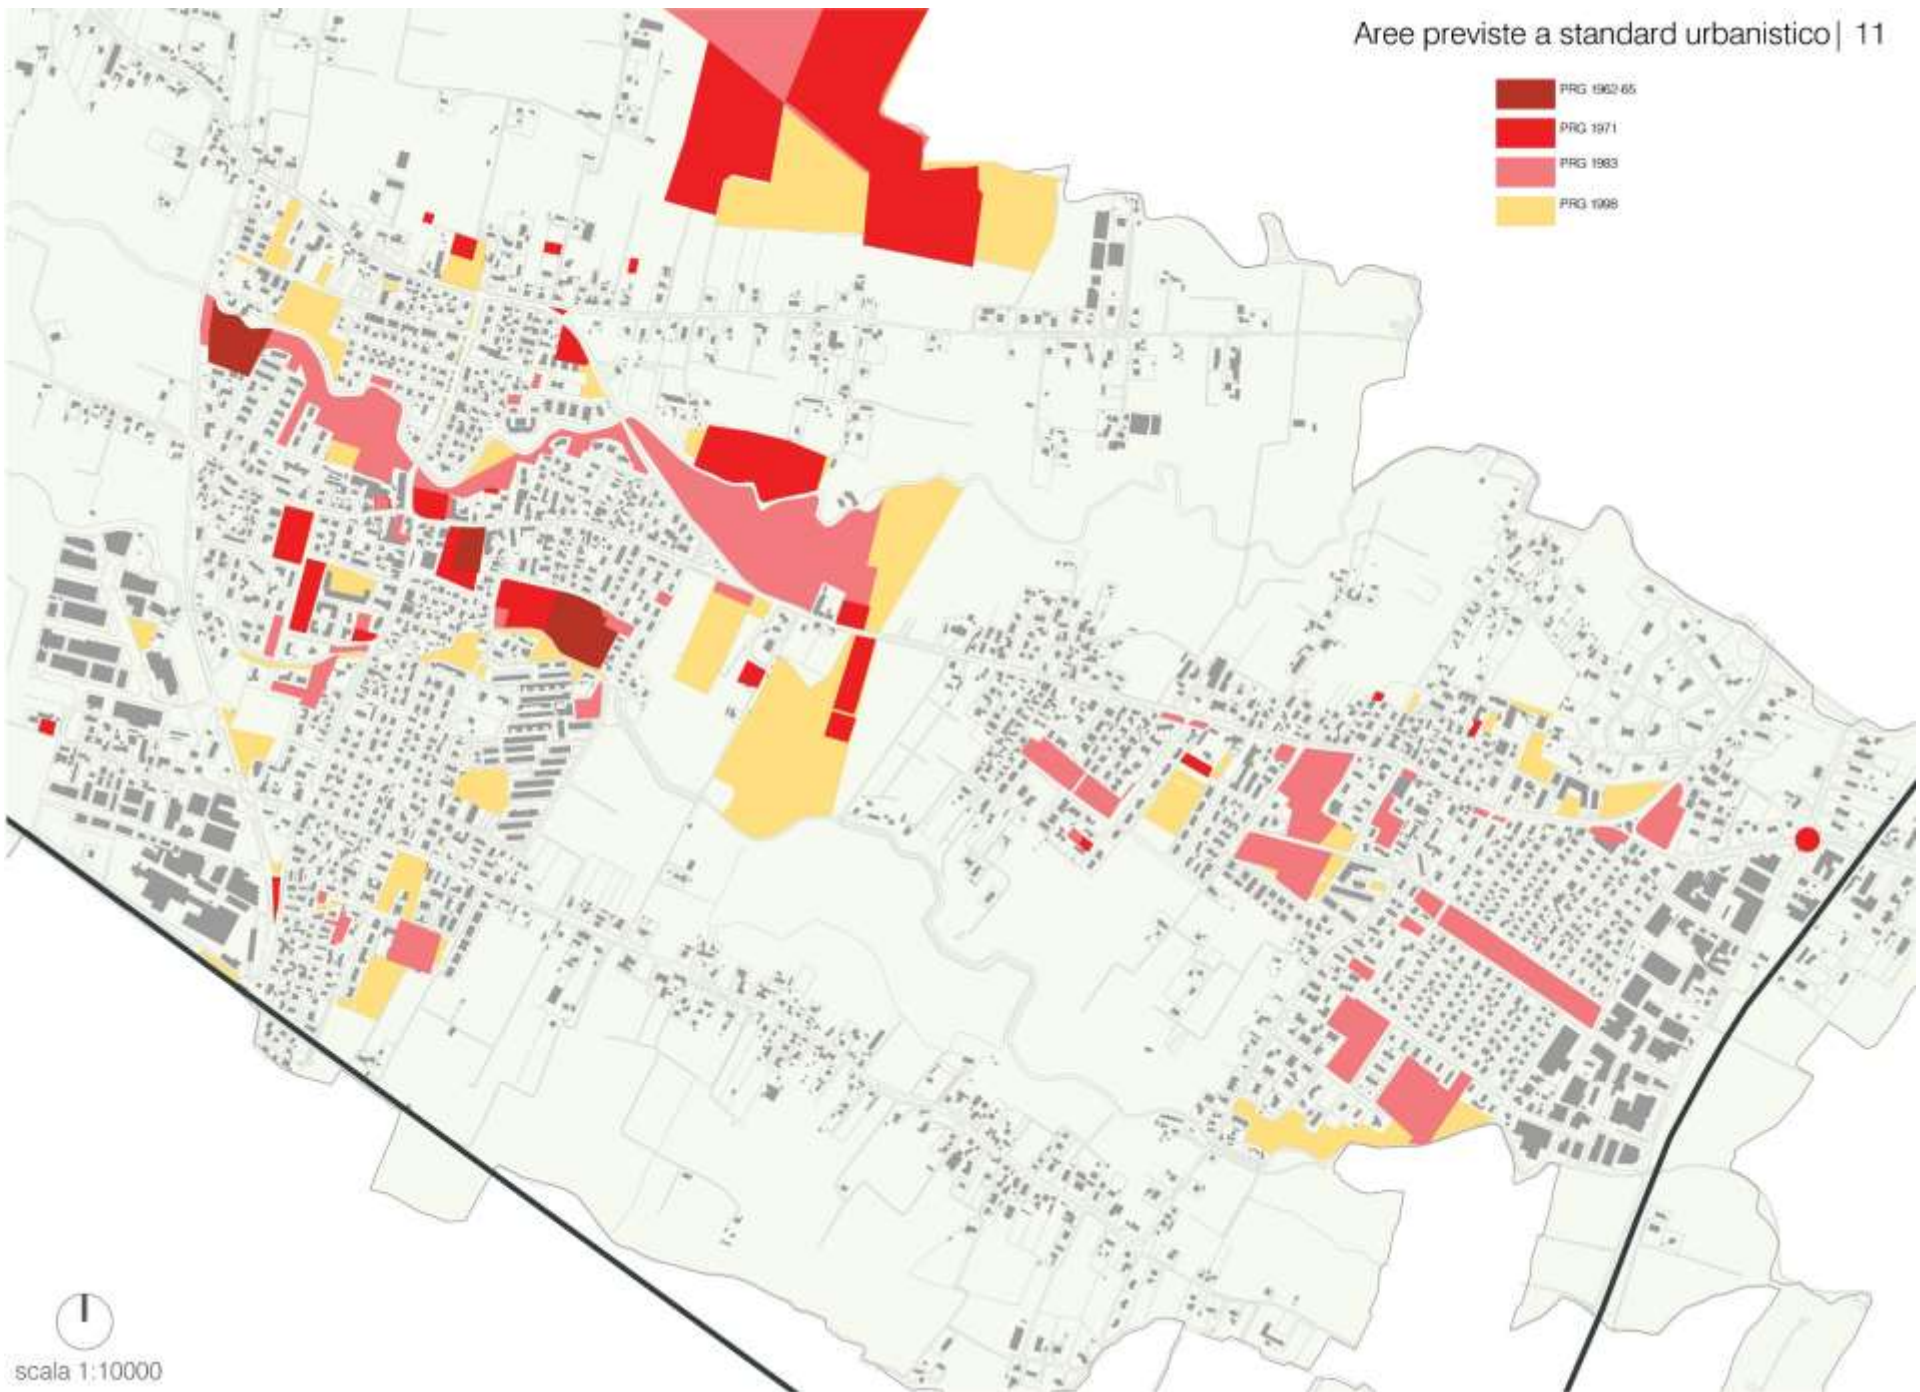 Aree previste a standard urbanistico| 11
PRG 1962-65
PRG 1971
PRG 1983
PRG 1998
scala 1:10000